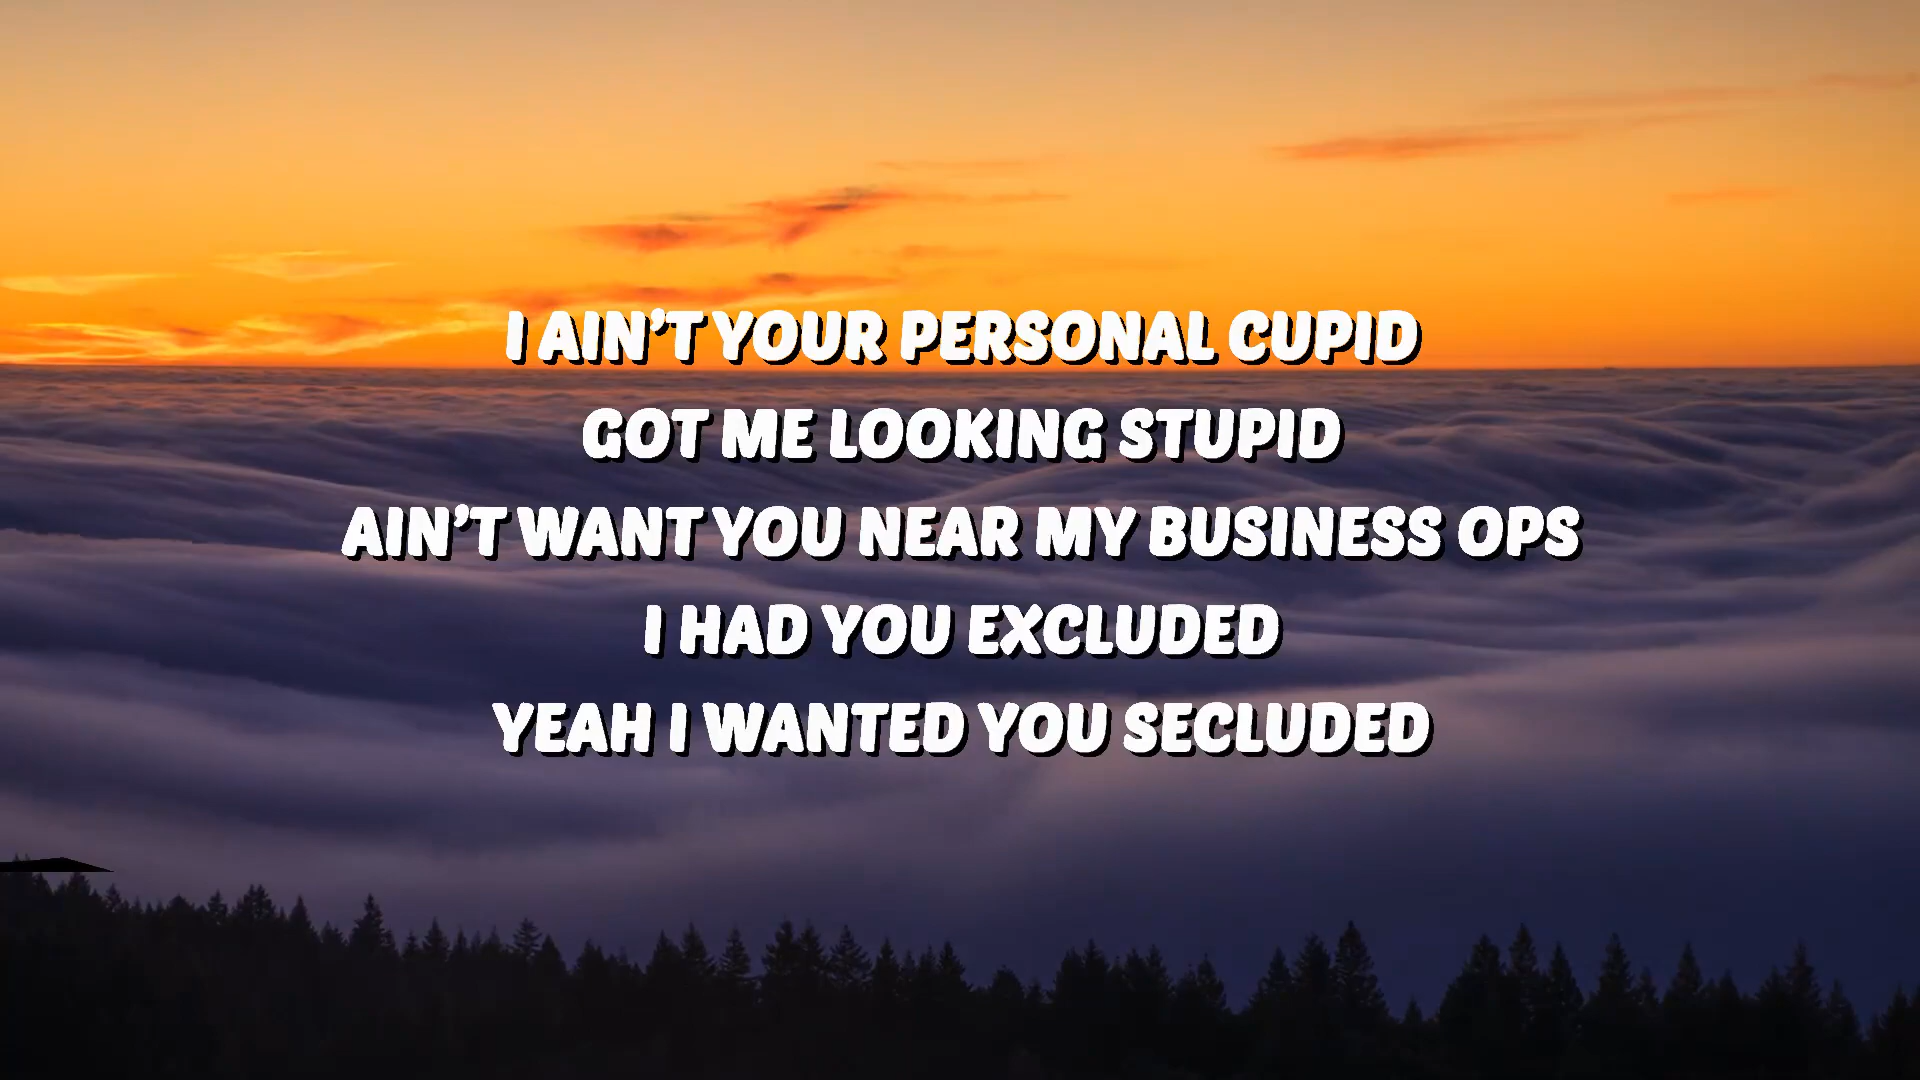 I AIN’T YOUR PERSONAL CUPID
GOT ME LOOKING STUPID
AIN’T WANT YOU NEAR MY BUSINESS OPS
I HAD YOU EXCLUDED
YEAH I WANTED YOU SECLUDED